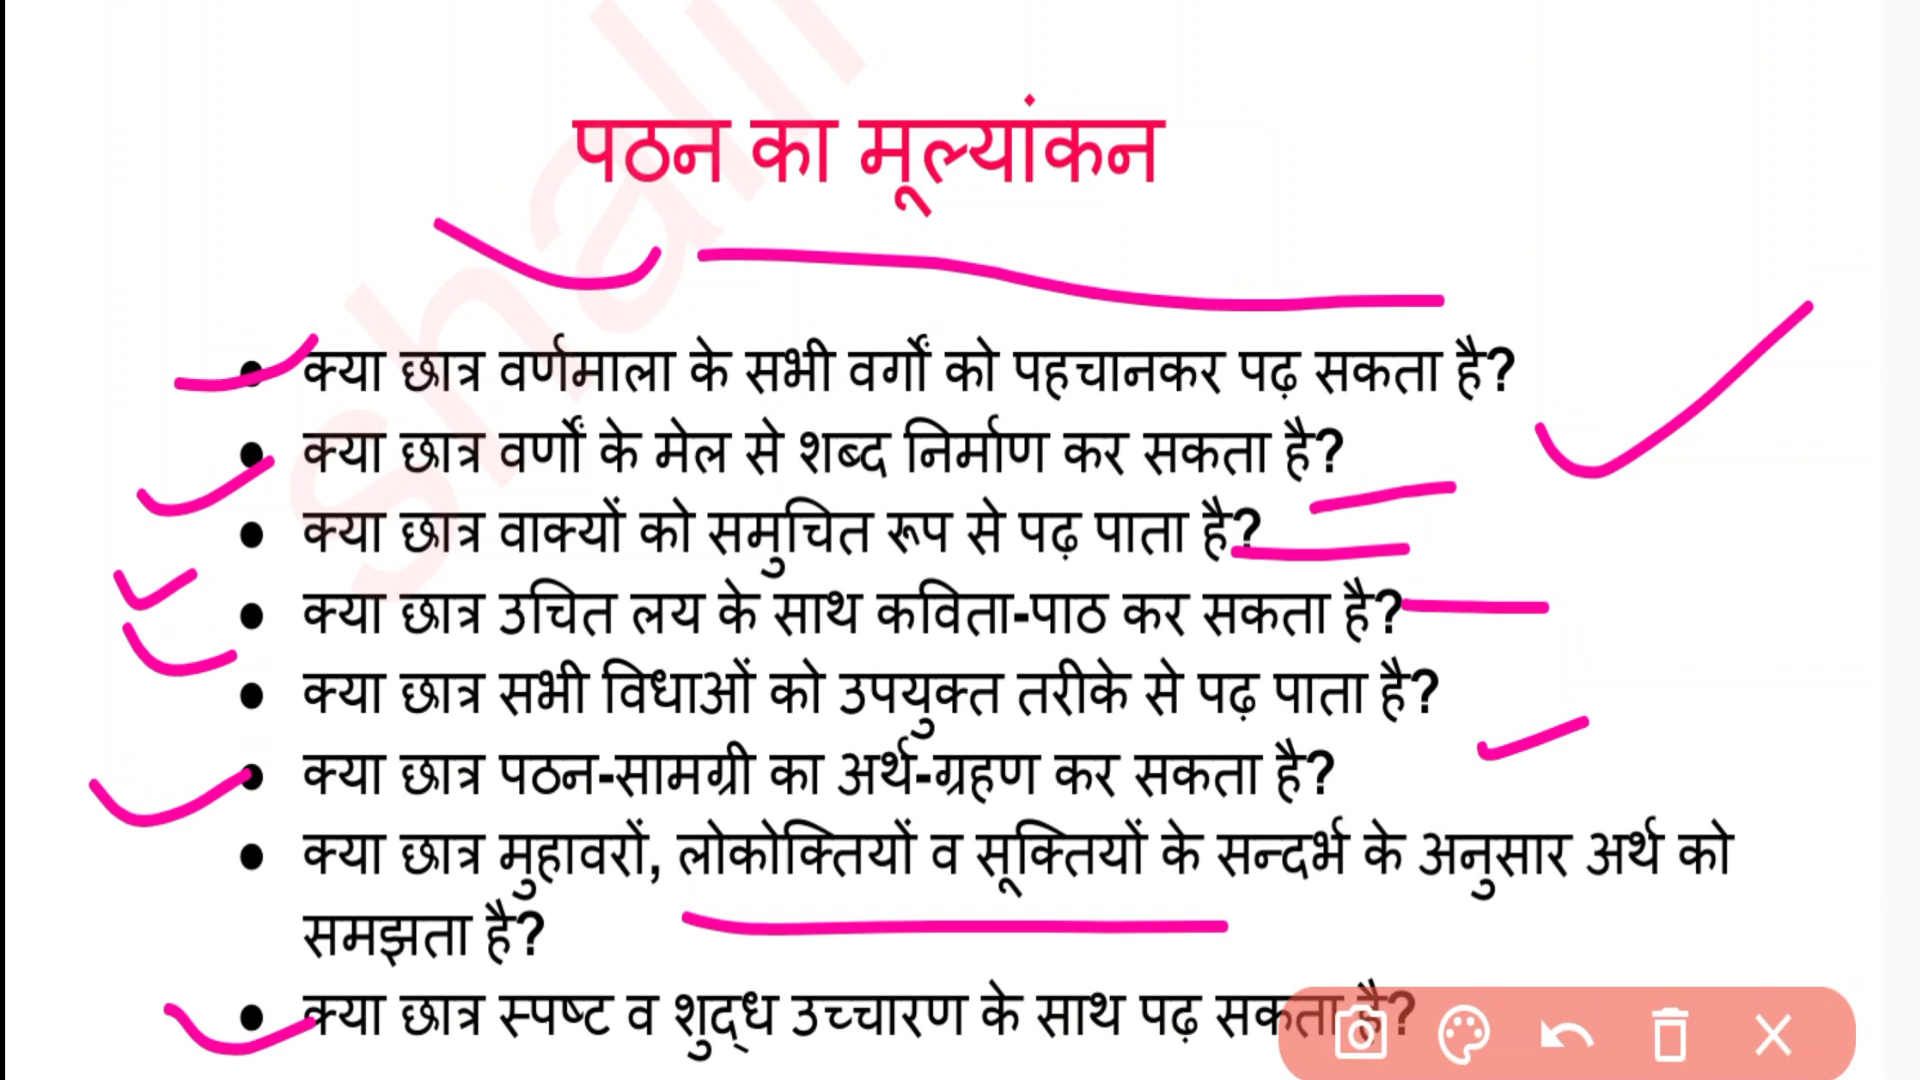 पठन का मूल्यांकन
● क्या छात्र वर्णमाला के सभी वर्गों को पहचानकर पढ़ सकता है?
● क्या छात्र वर्णों के मेल से शब्द निर्माण कर सकता है?
● क्या छात्र वाक्यों को समुचित रूप से पढ़ पाता है?
● क्या छात्र उचित लय के साथ कविता-पाठ कर सकता है?
● क्या छात्र सभी विधाओं को उपयुक्त तरीके से पढ़ पाता है?
● क्या छात्र पठन-सामग्री का अर्थ-ग्रहण कर सकता है?
● क्या छात्र मुहावरों, लोकोक्तियों व सूक्तियों के सन्दर्भ के अनुसार अर्थ को
समझता है?
● क्या छात्र स्पष्ट व शुद्ध उच्चारण के साथ पढ़ सकता है?